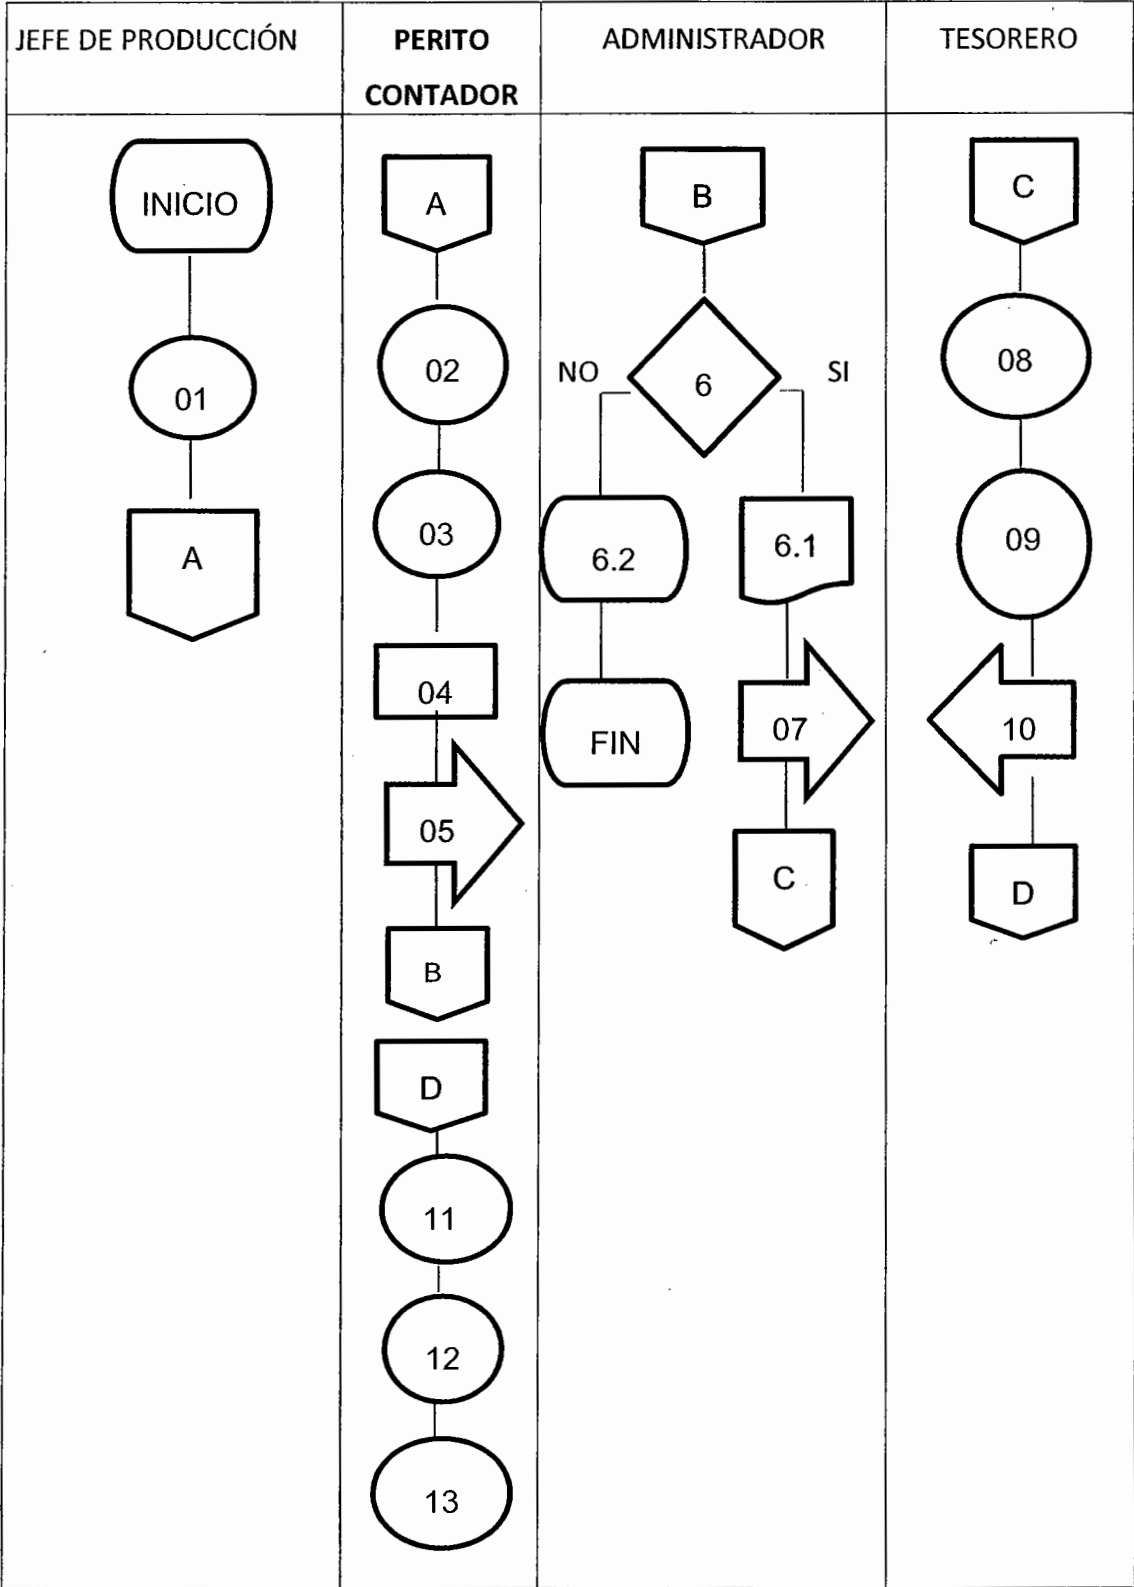 JEFE DE PRODUCCIÓN
PERITO
CONTADOR
ADMINISTRADOR
TESORERO
INICIO
01
A
A
02
03
04
05
B
D
11
12
13
B
6
NO
SI
6.2
6.1
FIN
07
C
C
08
09
10
D